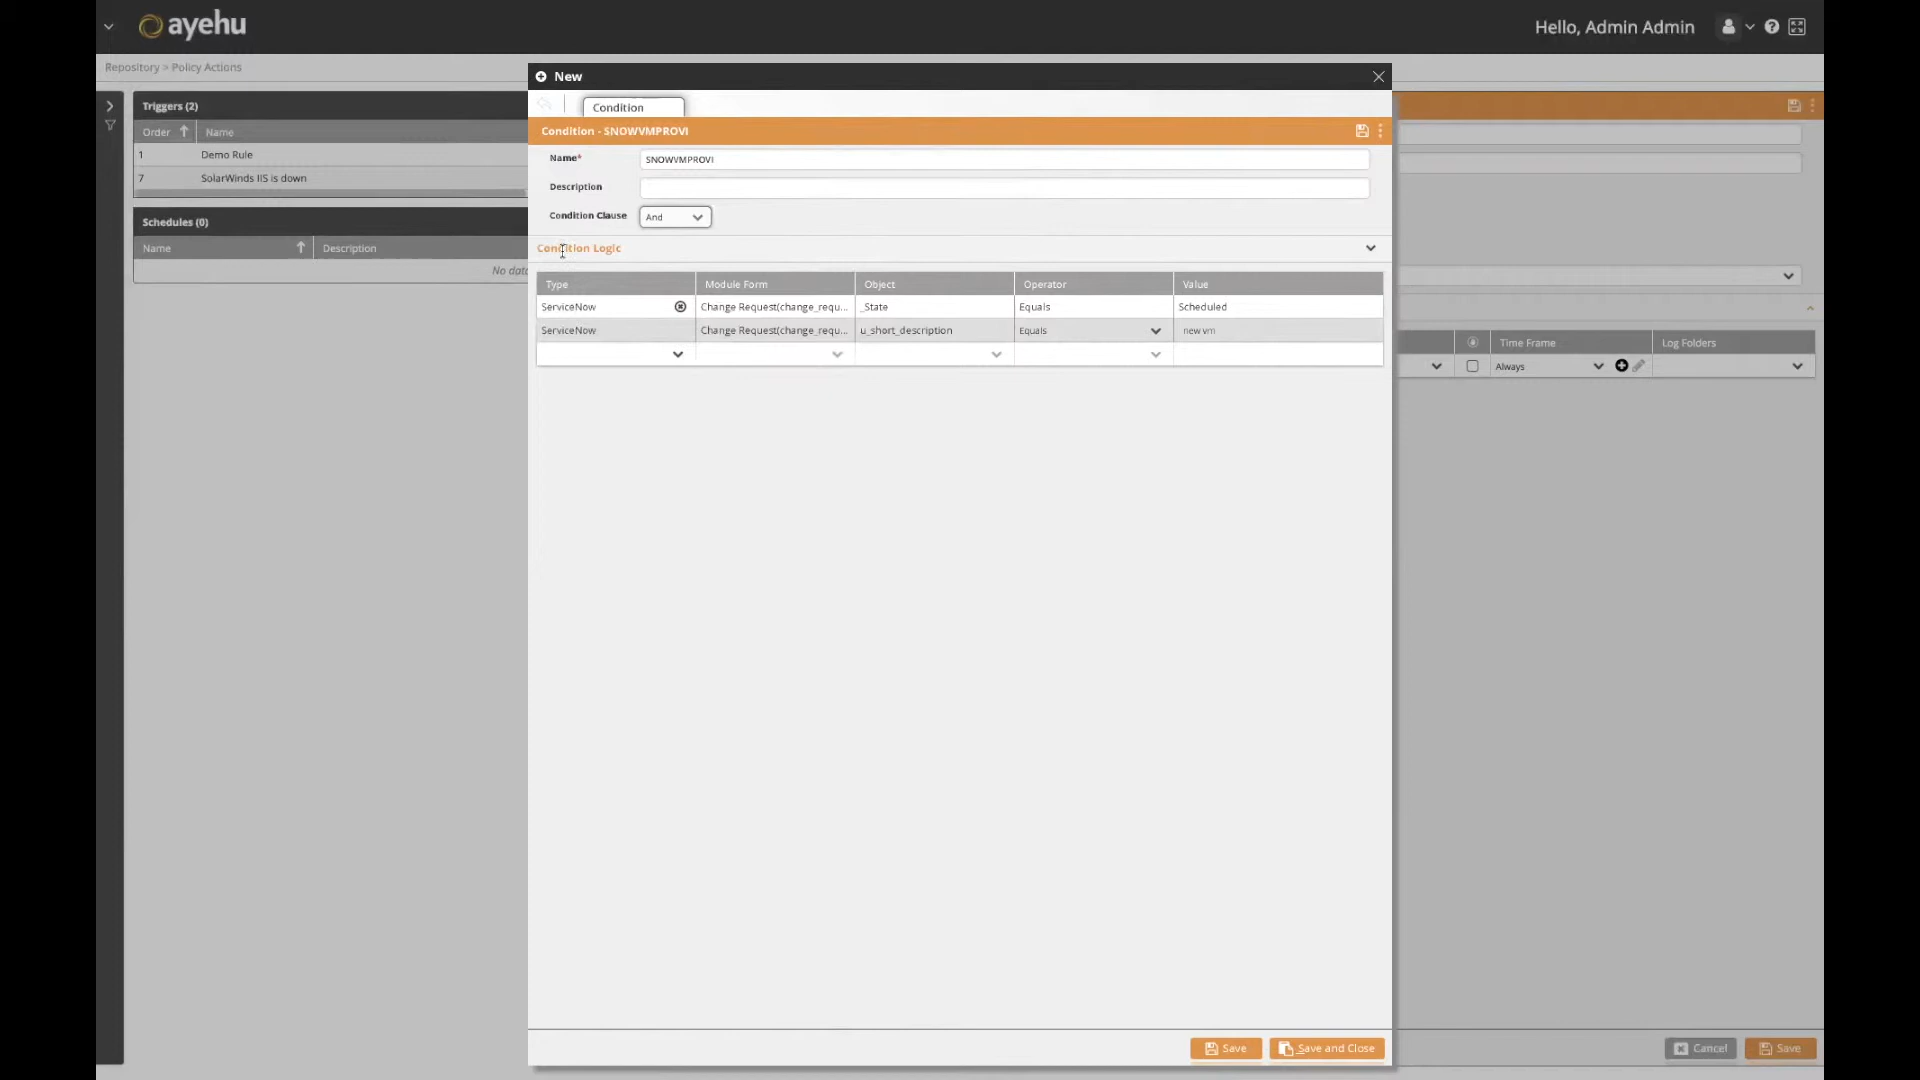 ayehu
Hello, Admin Admin
Repository > Policy Actions
Triggers (2)
Order Name
1 Demo Rule
7 SolarWinds IIS is down
Schedules (0)
Name Description
No data
New
Condition
Condition - SNOWVMPROVI
Name* SNOWVMPROVI
Description
Condition Clause And
Condition Logic
Type Module Form Object Operator Value
ServiceNow Change Request(change_requ... _State Equals Scheduled
ServiceNow Change Request(change_requ... u_short_description Equals new vm
Save Save and Close
Time Frame Log Folders
Always
Cancel Save